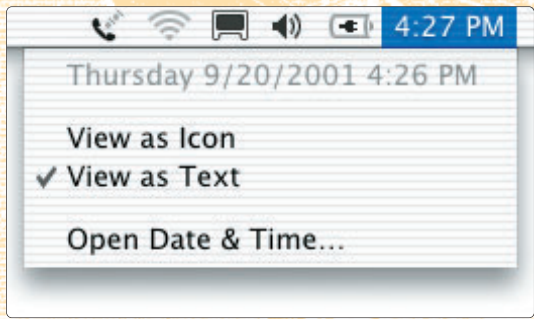 4:27 PM
Thursday 9/20/2001 4:26 PM
View as Icon
View as Text
Open Date & Time...